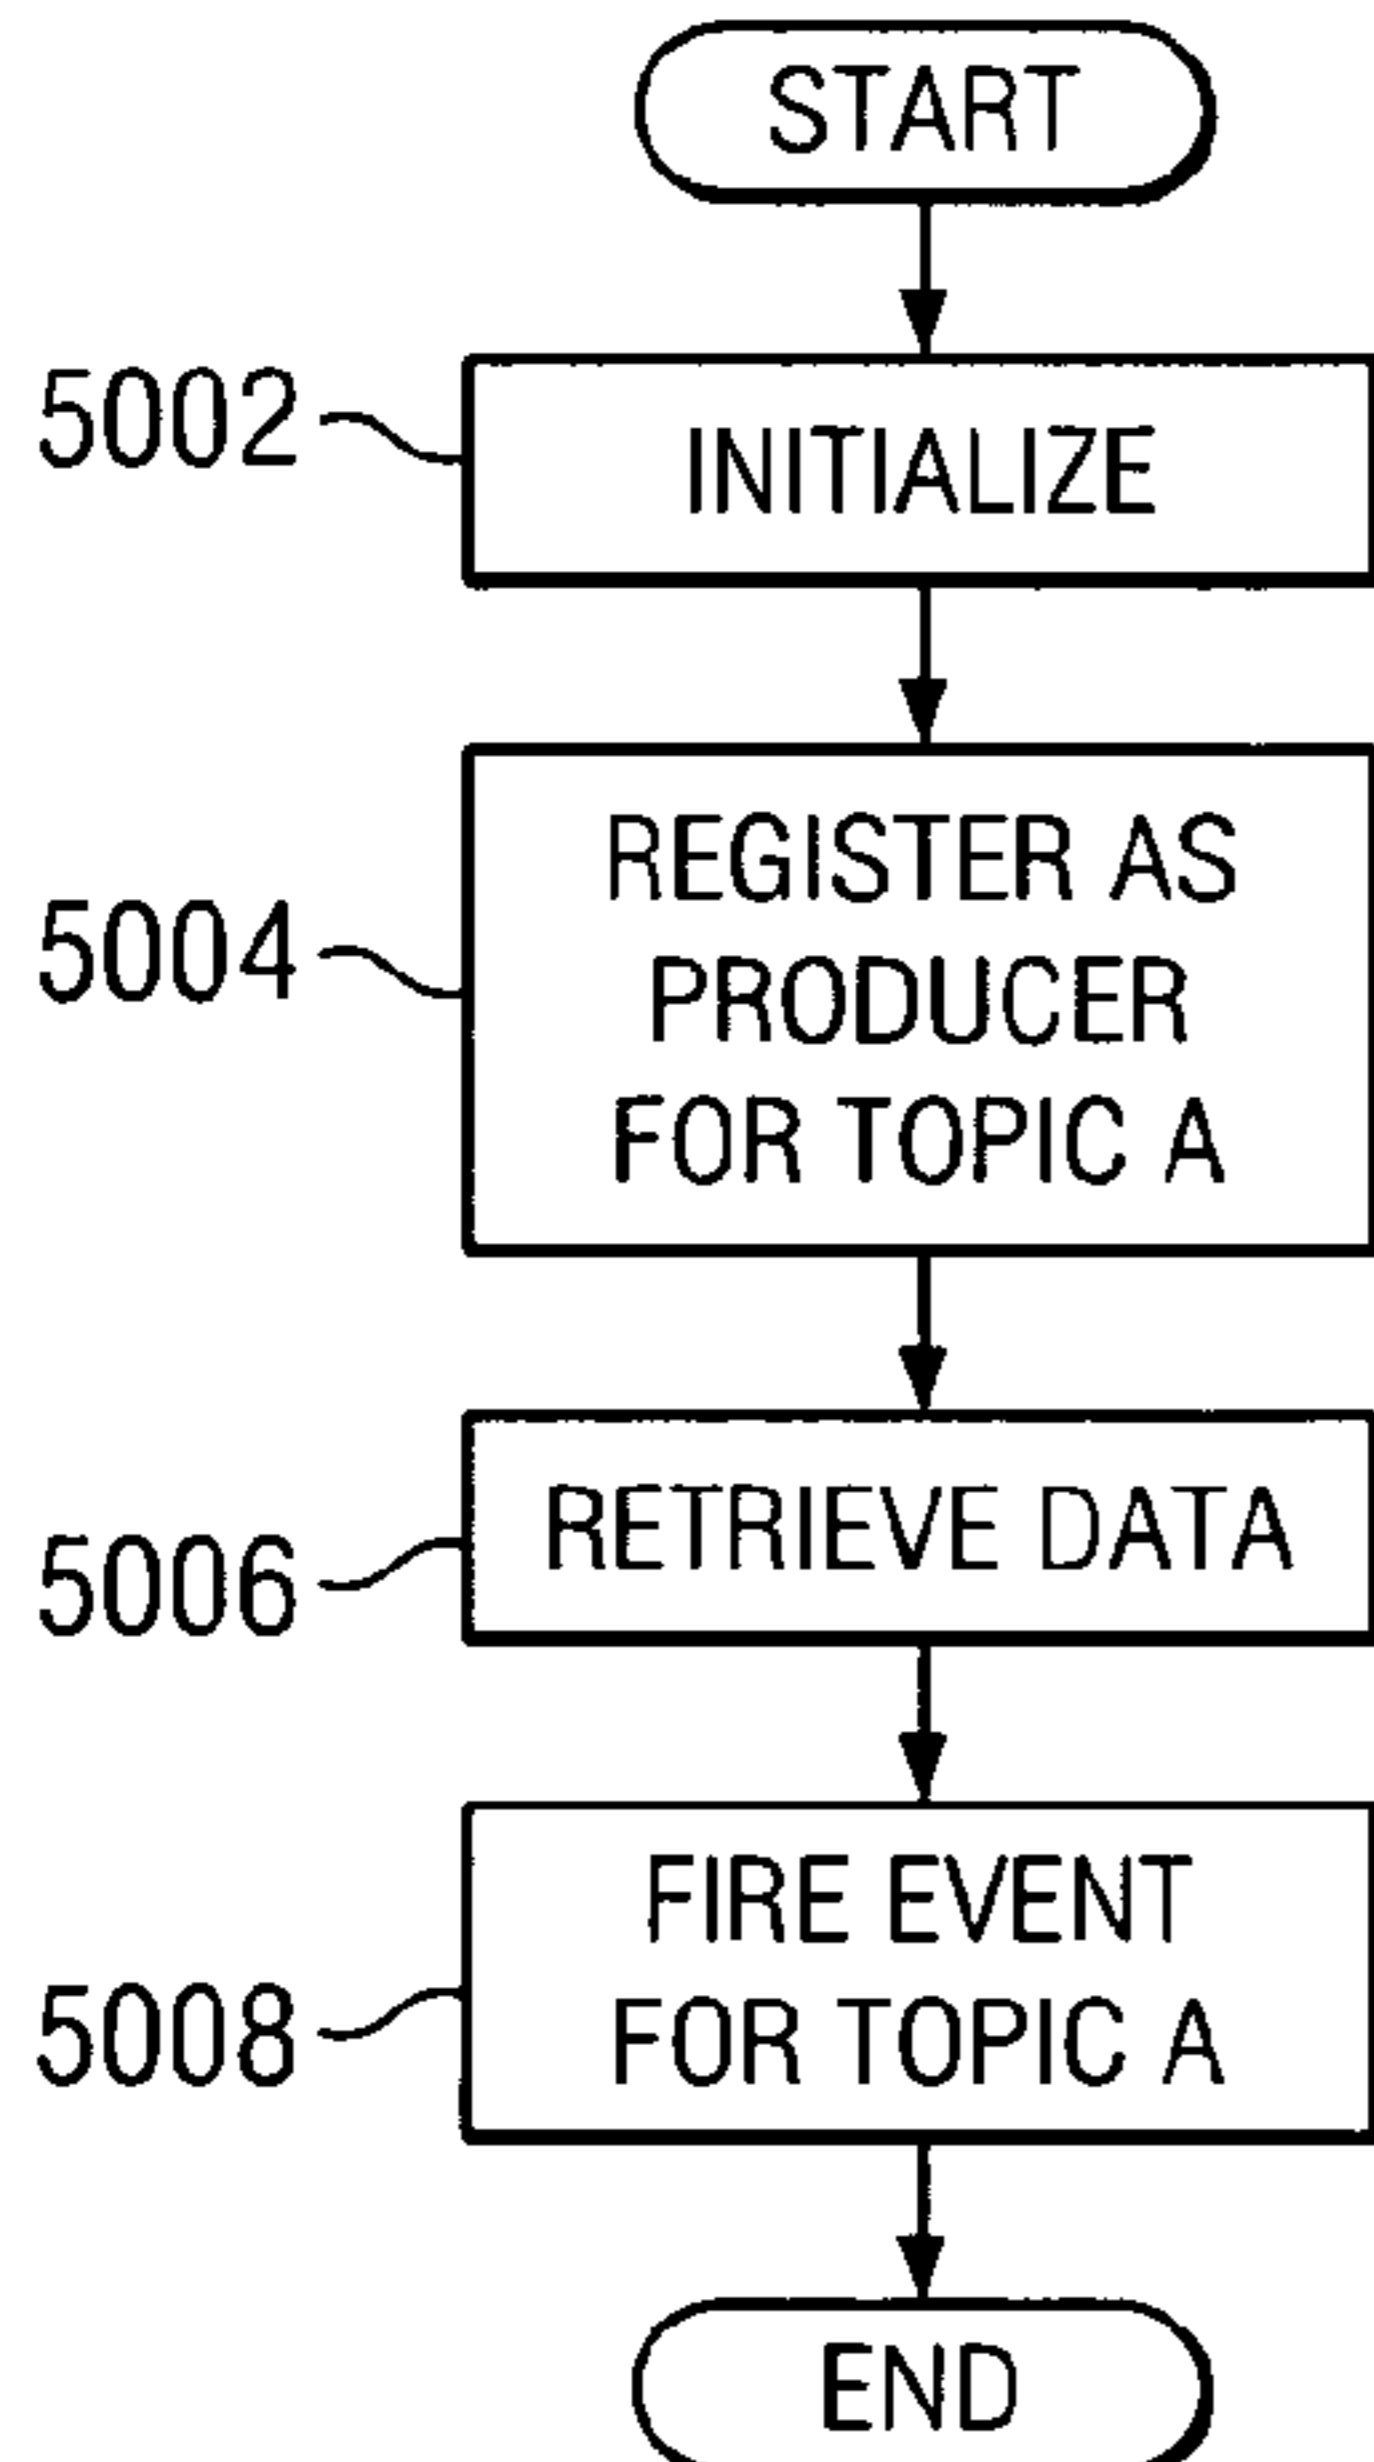 START
5002
INITIALIZE
5004
REGISTER AS
PRODUCER
FOR TOPIC A
5006
RETRIEVE DATA
5008
FIRE EVENT
FOR TOPIC A
END